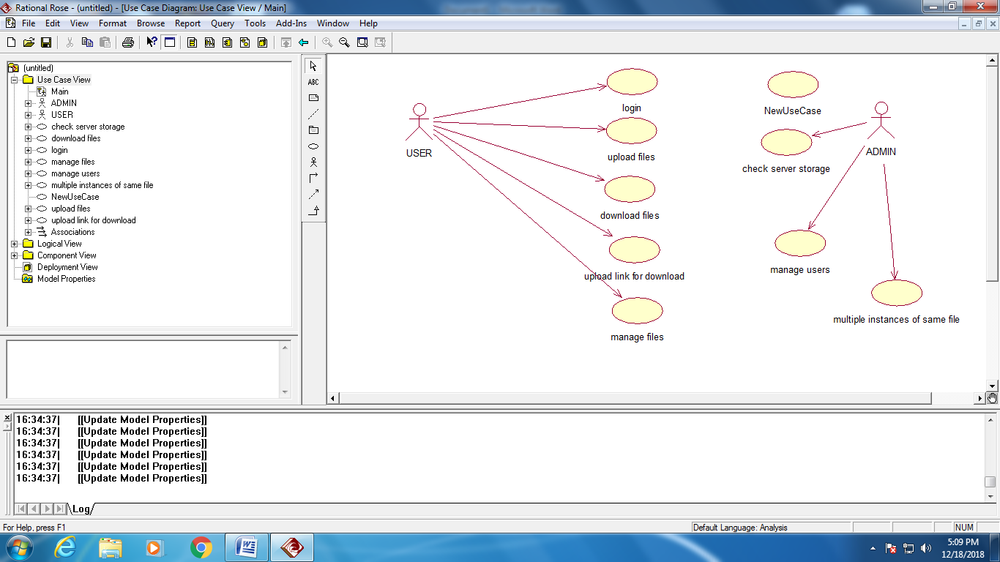 Rational Rose - (untitled) - [Use Case Diagram: Use Case View / Main]
File Edit View Format Browse Report Query Tools Add-Ins Window Help
ABC
(untitled)
Use Case View
Main
ADMIN
USER
check server storage
download files
login
manage files
manage users
multiple instances of same file
NewUseCase
upload files
upload link for download
Associations
Logical View
Component View
Deployment View
Model Properties
USER
login
upload files
download files
upload link for download
manage files
NewUseCase
ADMIN
check server storage
manage users
multiple instances of same file
16:34:37| [[Update Model Properties]]
16:34:37| [[Update Model Properties]]
16:34:37| [[Update Model Properties]]
16:34:37| [[Update Model Properties]]
16:34:37| [[Update Model Properties]]
16:34:37| [[Update Model Properties]]
\Log/
For Help, press F1
Default Language: Analysis
NUM
5:09 PM
12/18/2018